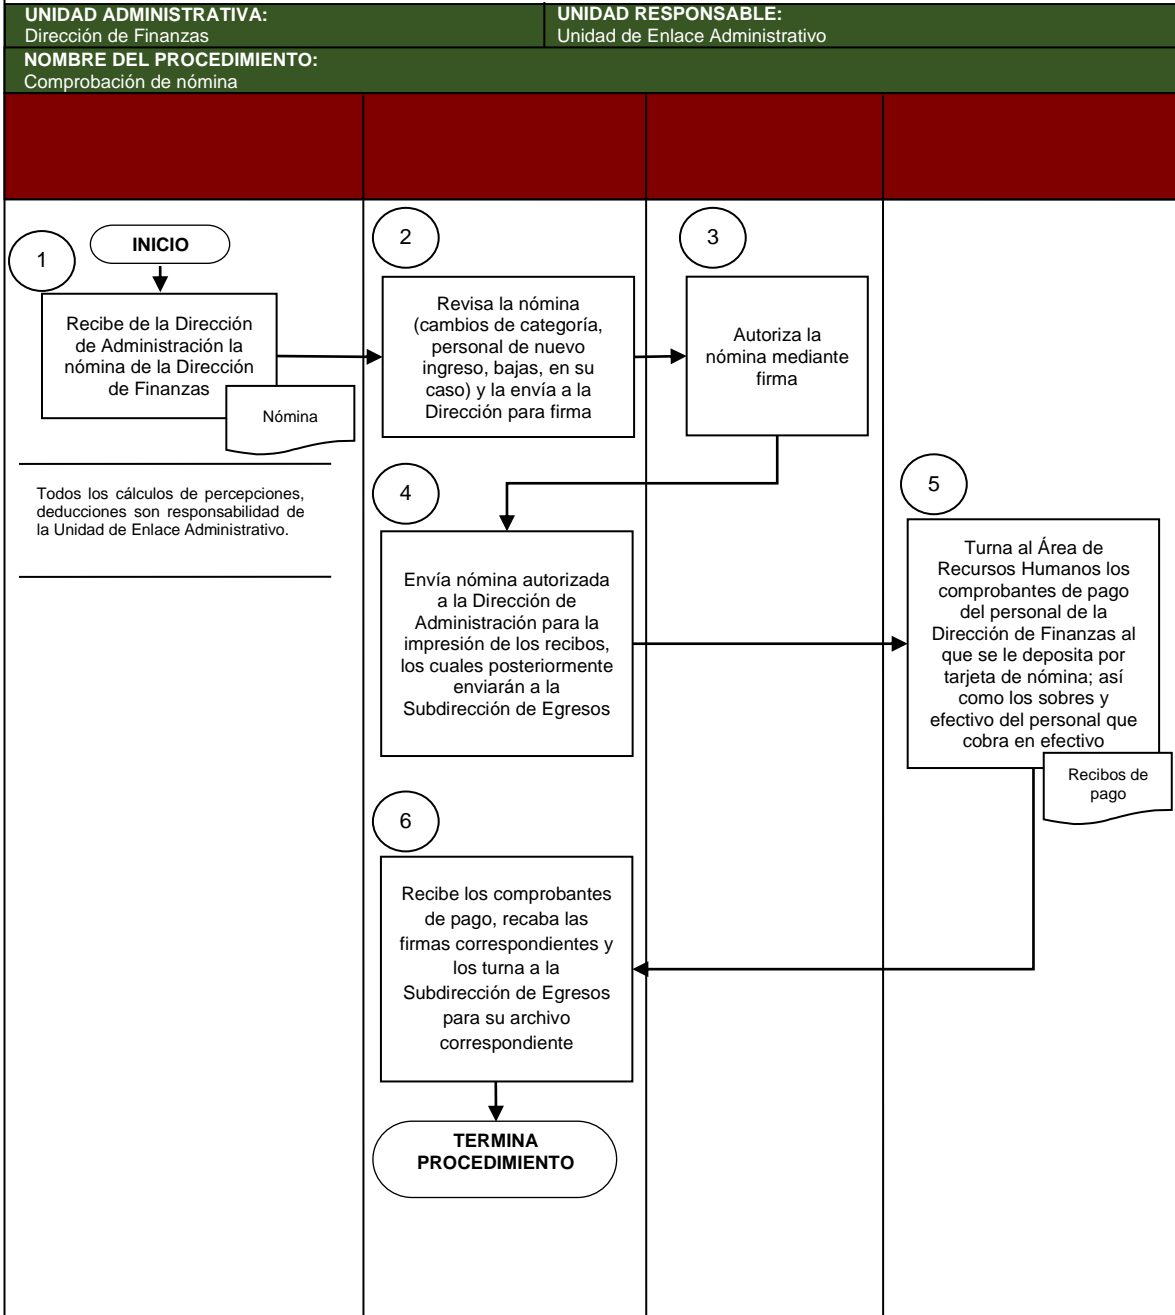 UNIDAD ADMINISTRATIVA:
Dirección de Finanzas
UNIDAD RESPONSABLE:
Unidad de Enlace Administrativo
NOMBRE DEL PROCEDIMIENTO:
Comprobación de nómina
1
INICIO
Recibe de la Dirección
de Administración la
nómina de la Dirección
de Finanzas
Nómina
Todos los cálculos de percepciones,
deducciones son responsabilidad de
la Unidad de Enlace Administrativo.
2
Revisa la nómina
(cambios de categoría,
personal de nuevo
ingreso, bajas, en su
caso) y la envía a la
Dirección para firma
3
Autoriza la
nómina mediante
firma
4
Envía nómina autorizada
a la Dirección de
Administración para la
impresión de los recibos,
los cuales posteriormente
enviarán a la
Subdirección de Egresos
5
Turna al Área de
Recursos Humanos los
comprobantes de pago
del personal de la
Dirección de Finanzas al
que se le deposita por
tarjeta de nómina; así
como los sobres y
efectivo del personal que
cobra en efectivo
Recibos de
pago
6
Recibe los comprobantes
de pago, recaba las
firmas correspondientes y
los turna a la
Subdirección de Egresos
para su archivo
correspondiente
TERMINA
PROCEDIMIENTO